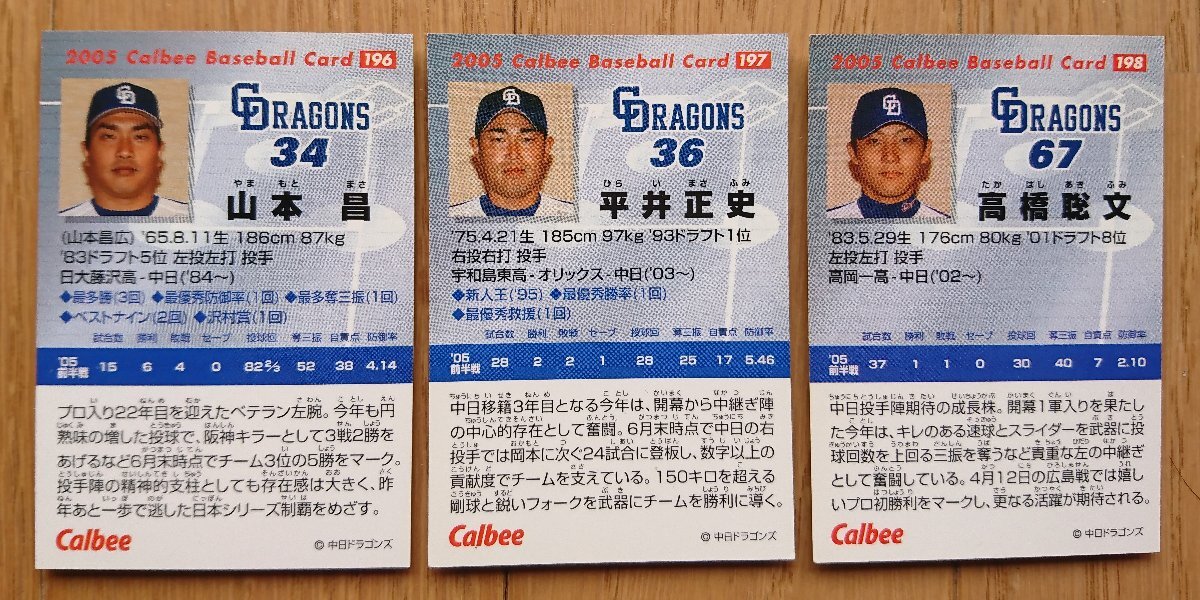 2005 Calbee Baseball Card 196
CDRAGONS
34
やま もと まさ
山本 昌
(山本昌広) '65.8.11生 186cm 87kg
'83ドラフト5位 左投左打 投手
日大藤沢高-中日('84〜)
◆最多勝(3回) ◆最優秀防御率(1回) ◆最多奪三振(1回)
◆ベストナイン(2回) ◆沢村賞(1回)
試合数 勝利 敗戦 セーブ 投球回 奪三振 自責点 防御率
'05前半戦 15 6 4 0 82⅔ 52 38 4.14
プロ入り22年目を迎えたベテラン左腕。今年も円
熟味の増した投球で、阪神キラーとして3戦2勝を
あげるなど6月末時点でチーム3位の5勝をマーク。
投手陣の精神的支柱としても存在感は大きく、昨
年あと一歩で逃した日本シリーズ制覇をめざす。
Calbee
©中日ドラゴンズ
2005 Calbee Baseball Card 197
CDRAGONS
36
ひら い まさ ふみ
平井正史
'75.4.21生 185cm 97kg '93ドラフト1位
右投右打 投手
宇和島東高-オリックス-中日('03〜)
◆新人王('95) ◆最優秀勝率(1回)
◆最優秀救援(1回)
試合数 勝利 敗戦 セーブ 投球回 奪三振 自責点 防御率
'05前半戦 28 2 2 1 28 25 17 5.46
中日移籍3年目となる今年は、開幕から中継ぎ陣
の中心的存在として奮闘。6月末時点で中日の右
投手では岡本に次ぐ24試合に登板し、数字以上の
貢献度でチームを支えている。150キロを超える
剛球と鋭いフォークを武器にチームを勝利に導く。
Calbee
©中日ドラゴンズ
2005 Calbee Baseball Card 198
CDRAGONS
67
たか はし あき ふみ
高橋聡文
'83.5.29生 176cm 80kg '01ドラフト8位
左投左打 投手
高岡一高-中日('02〜)
試合数 勝利 敗戦 セーブ 投球回 奪三振 自責点 防御率
'05前半戦 37 1 1 0 30 40 7 2.10
中日投手陣期待の成長株。開幕1軍入りを果たし
た今年は、キレのある速球とスライダーを武器に投
球回数を上回る三振を奪うなど貴重な左の中継ぎ
として奮闘している。4月12日の広島戦では嬉し
いプロ初勝利をマークし、更なる活躍が期待される。
Calbee
©中日ドラゴンズ